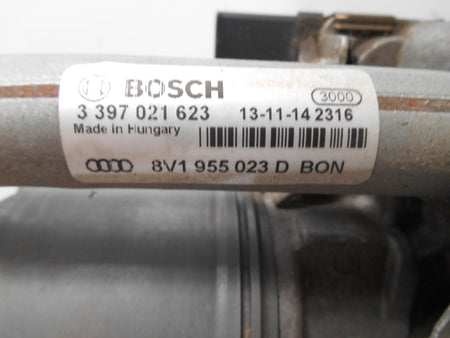 BOSCH 3000
3 397 021 623 13-11-14 2316
Made in Hungary
8V1 955 023 D BON